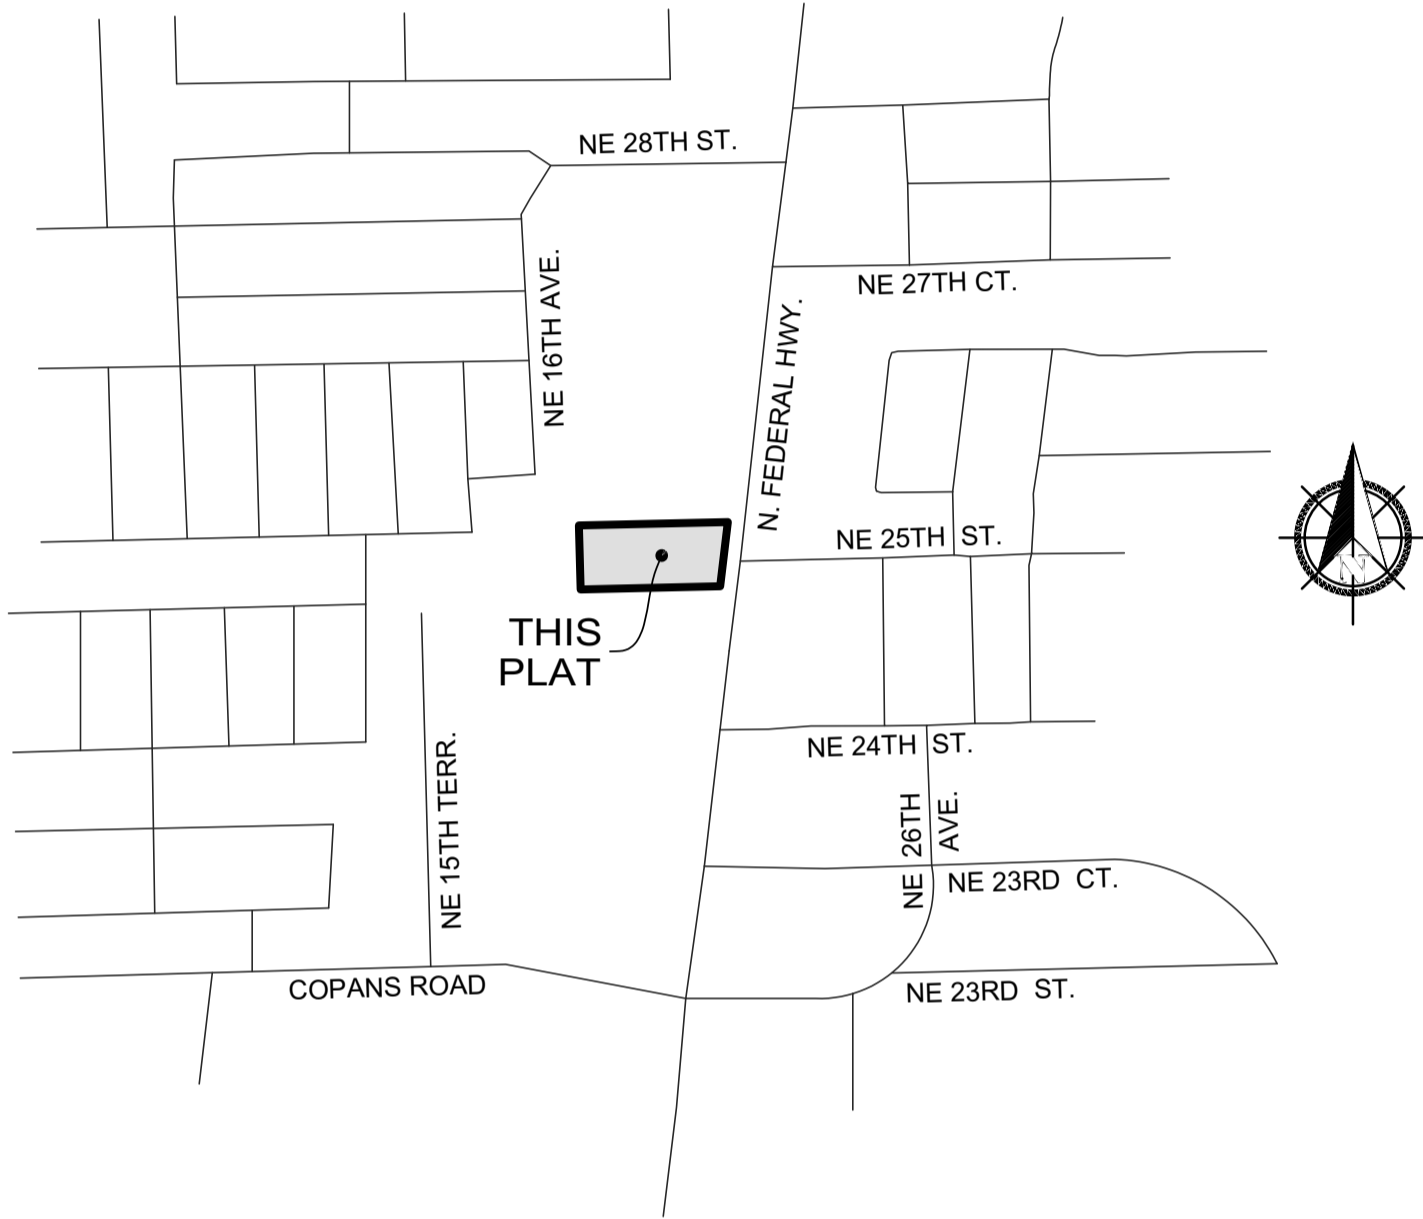 NE 28TH ST.
NE 16TH AVE.
NE 27TH CT.
N. FEDERAL HWY.
NE 25TH ST.
N
THIS
PLAT
NE 15TH TERR.
NE 24TH ST.
NE 26TH
AVE.
NE 23RD CT.
COPANS ROAD
NE 23RD ST.